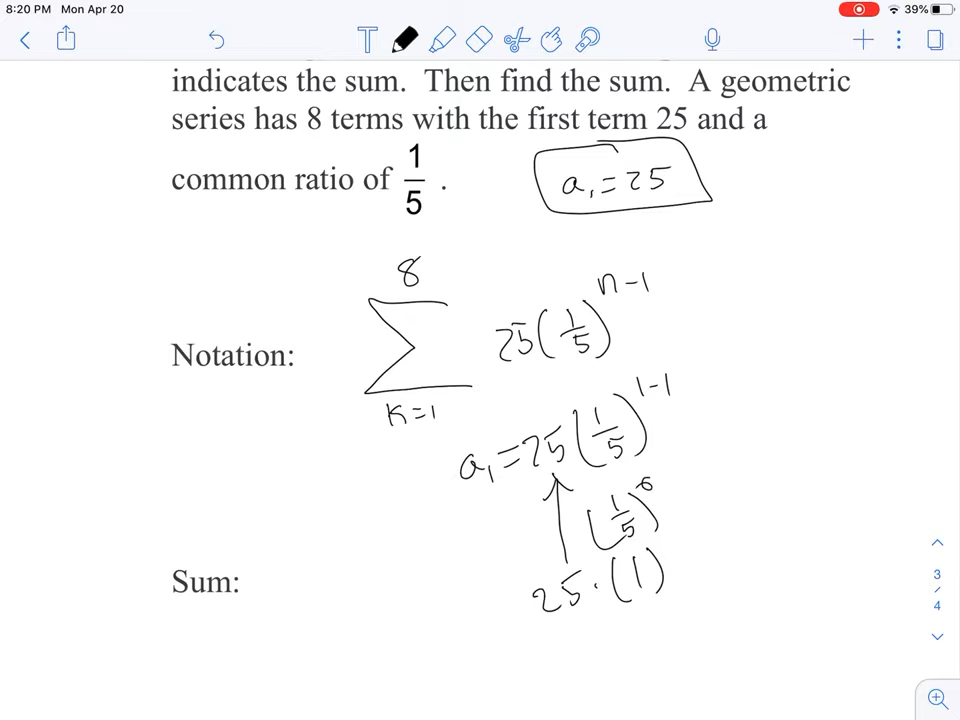 8:20 PM Mon Apr 20 39%
T
indicates the sum. Then find the sum. A geometric
series has 8 terms with the first term 25 and a
common ratio of 1/5 .
a₁ = 25
8
n-1
Notation: Σ 25(1/5)
K=1
a₁ = 25(1/5)^(1-1)
(1/5)^0
Sum: 25·(1)
3
/
4